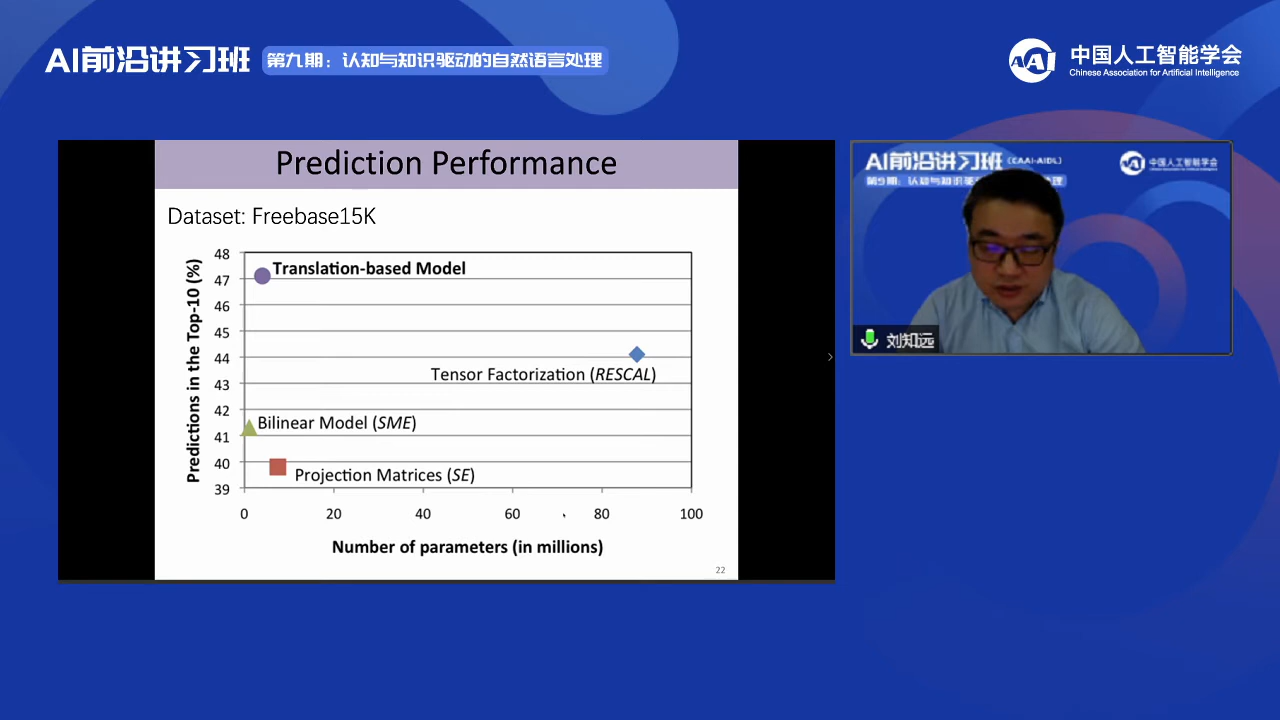 AI前沿讲习班
第九期：认知与知识驱动的自然语言处理
中国人工智能学会
Chinese Association for Artificial Intelligence
Prediction Performance
Dataset: Freebase15K
Predictions in the Top-10 (%)
48
47
46
45
44
43
42
41
40
39
Translation-based Model
Tensor Factorization (RESCAL)
Bilinear Model (SME)
Projection Matrices (SE)
0 20 40 60 80 100
Number of parameters (in millions)
22
AI前沿讲习班 (CAAI-AIDL)
中国人工智能学会
刘知远